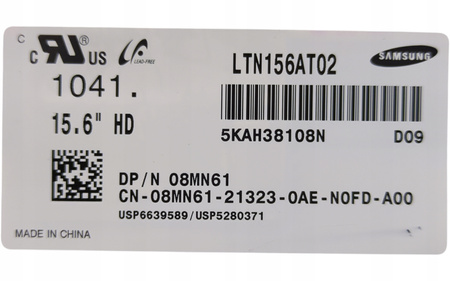 c RU US
LEAD-FREE
LTN156AT02
SAMSUNG
1041.
15.6" HD
5KAH38108N D09
DP/N 08MN61
CN-08MN61-21323-0AE-N0FD-A00
USP6639589/USP5280371
MADE IN CHINA